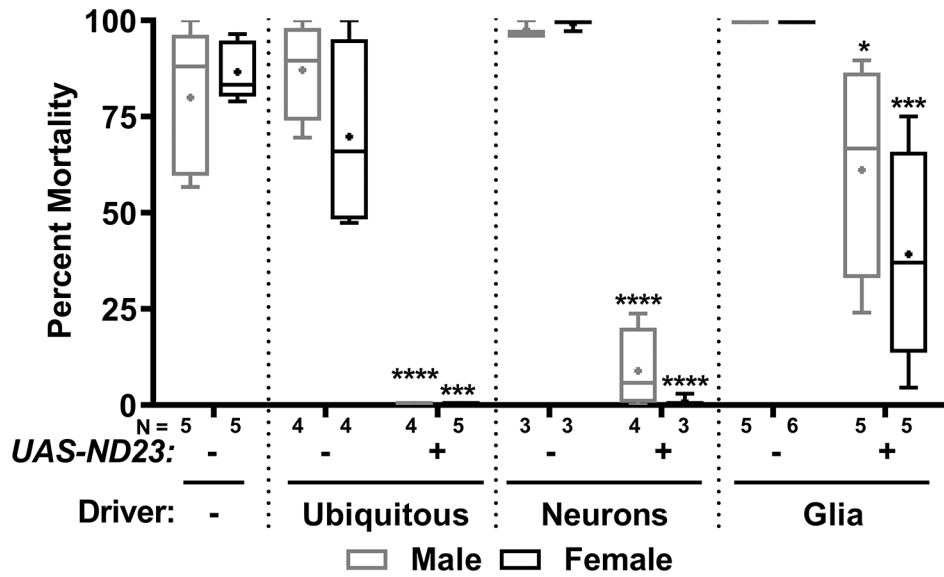 Percent Mortality
100
75
50
25
0
**** *** **** **** * ***
N = 5 5 4 4 4 5 3 3 4 3 5 6 5 5
UAS-ND23: - - + - + - +
Driver: - Ubiquitous Neurons Glia
Male Female